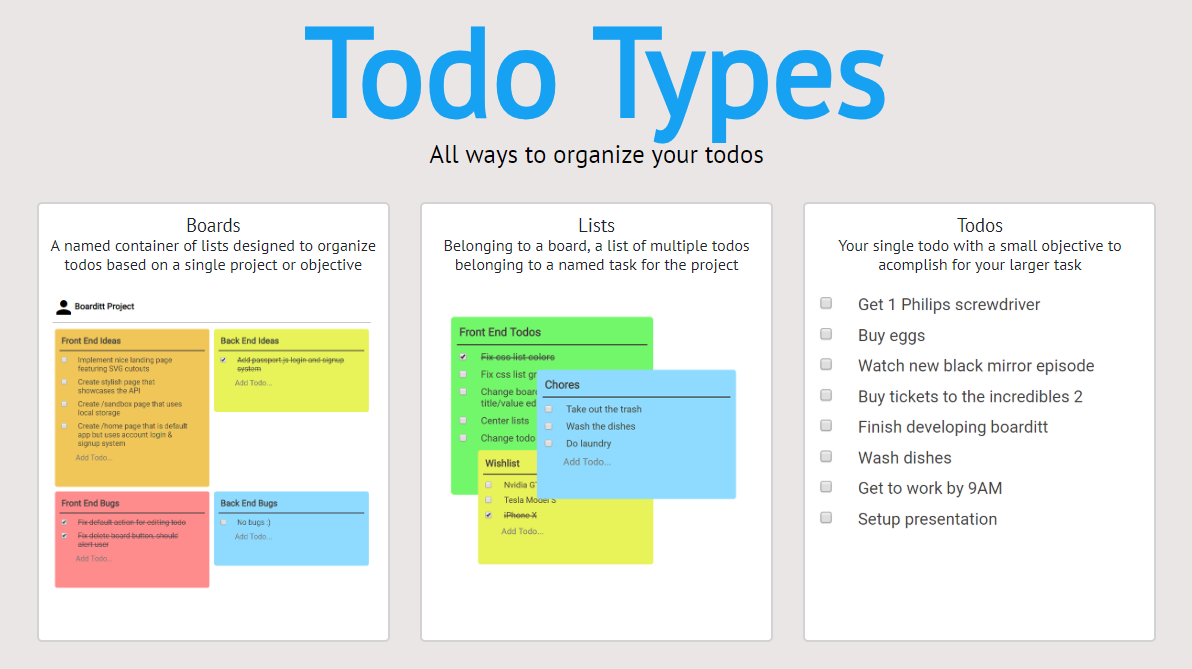 Todo Types
All ways to organize your todos
Boards
A named container of lists designed to organize
todos based on a single project or objective
Boarditt Project
Front End Ideas
Implement nice landing page
featuring SVG cutouts
Create stylish page that
showcases the API
Create /sandbox page that uses
local storage
Create /home page that is default
app but uses account login &
signup system
Add Todo...
Back End Ideas
Add passport.js login and signup
system
Add Todo...
Front End Bugs
Fix default action for editing todo
Fix delete board button, should
alert user
Add Todo...
Back End Bugs
No bugs :)
Add Todo...
Lists
Belonging to a board, a list of multiple todos
belonging to a named task for the project
Front End Todos
Fix css list colors
Fix css list gr
Change board
title/value ed
Center lists
Change todo
Chores
Take out the trash
Wash the dishes
Do laundry
Add Todo...
Wishlist
Nvidia
Tesla Model S
iPhone X
Add Todo...
Todos
Your single todo with a small objective to
acomplish for your larger task
Get 1 Philips screwdriver
Buy eggs
Watch new black mirror episode
Buy tickets to the incredibles 2
Finish developing boarditt
Wash dishes
Get to work by 9AM
Setup presentation